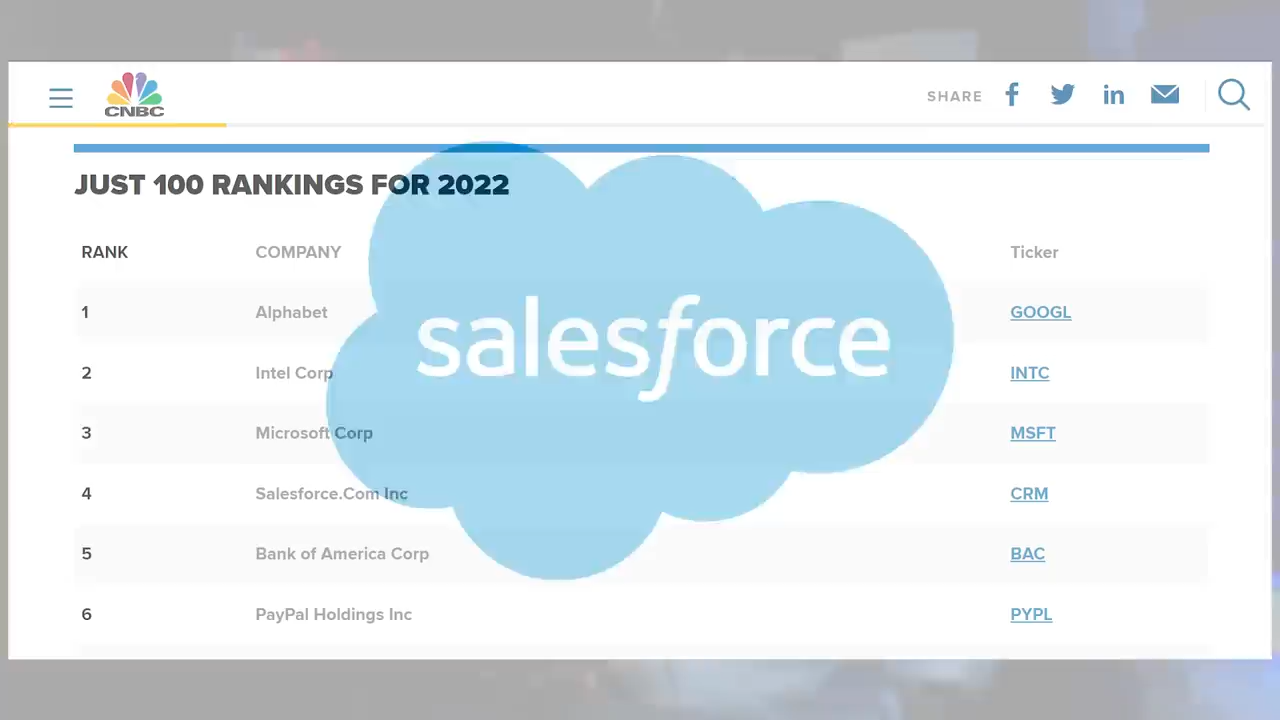 CNBC
SHARE
JUST 100 RANKINGS FOR 2022
RANK COMPANY Ticker
1 Alphabet GOOGL
salesforce
2 Intel Corp INTC
3 Microsoft Corp MSFT
4 Salesforce.Com Inc CRM
5 Bank of America Corp BAC
6 PayPal Holdings Inc PYPL